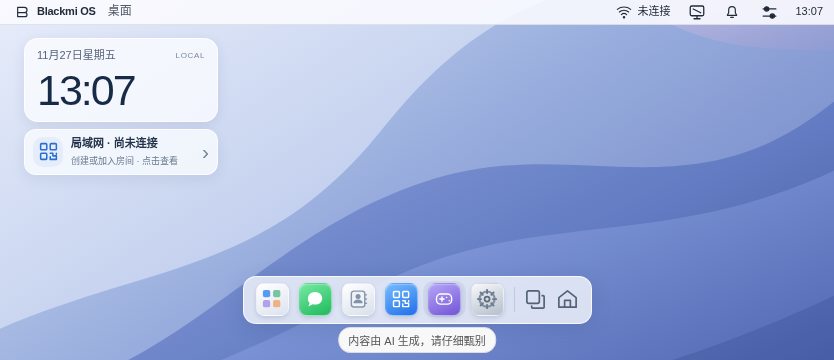 Blackmi OS 桌面 未连接 13:07
11月27日星期五 LOCAL
13:07
局域网 · 尚未连接
创建或加入房间 · 点击查看
内容由 AI 生成，请仔细甄别